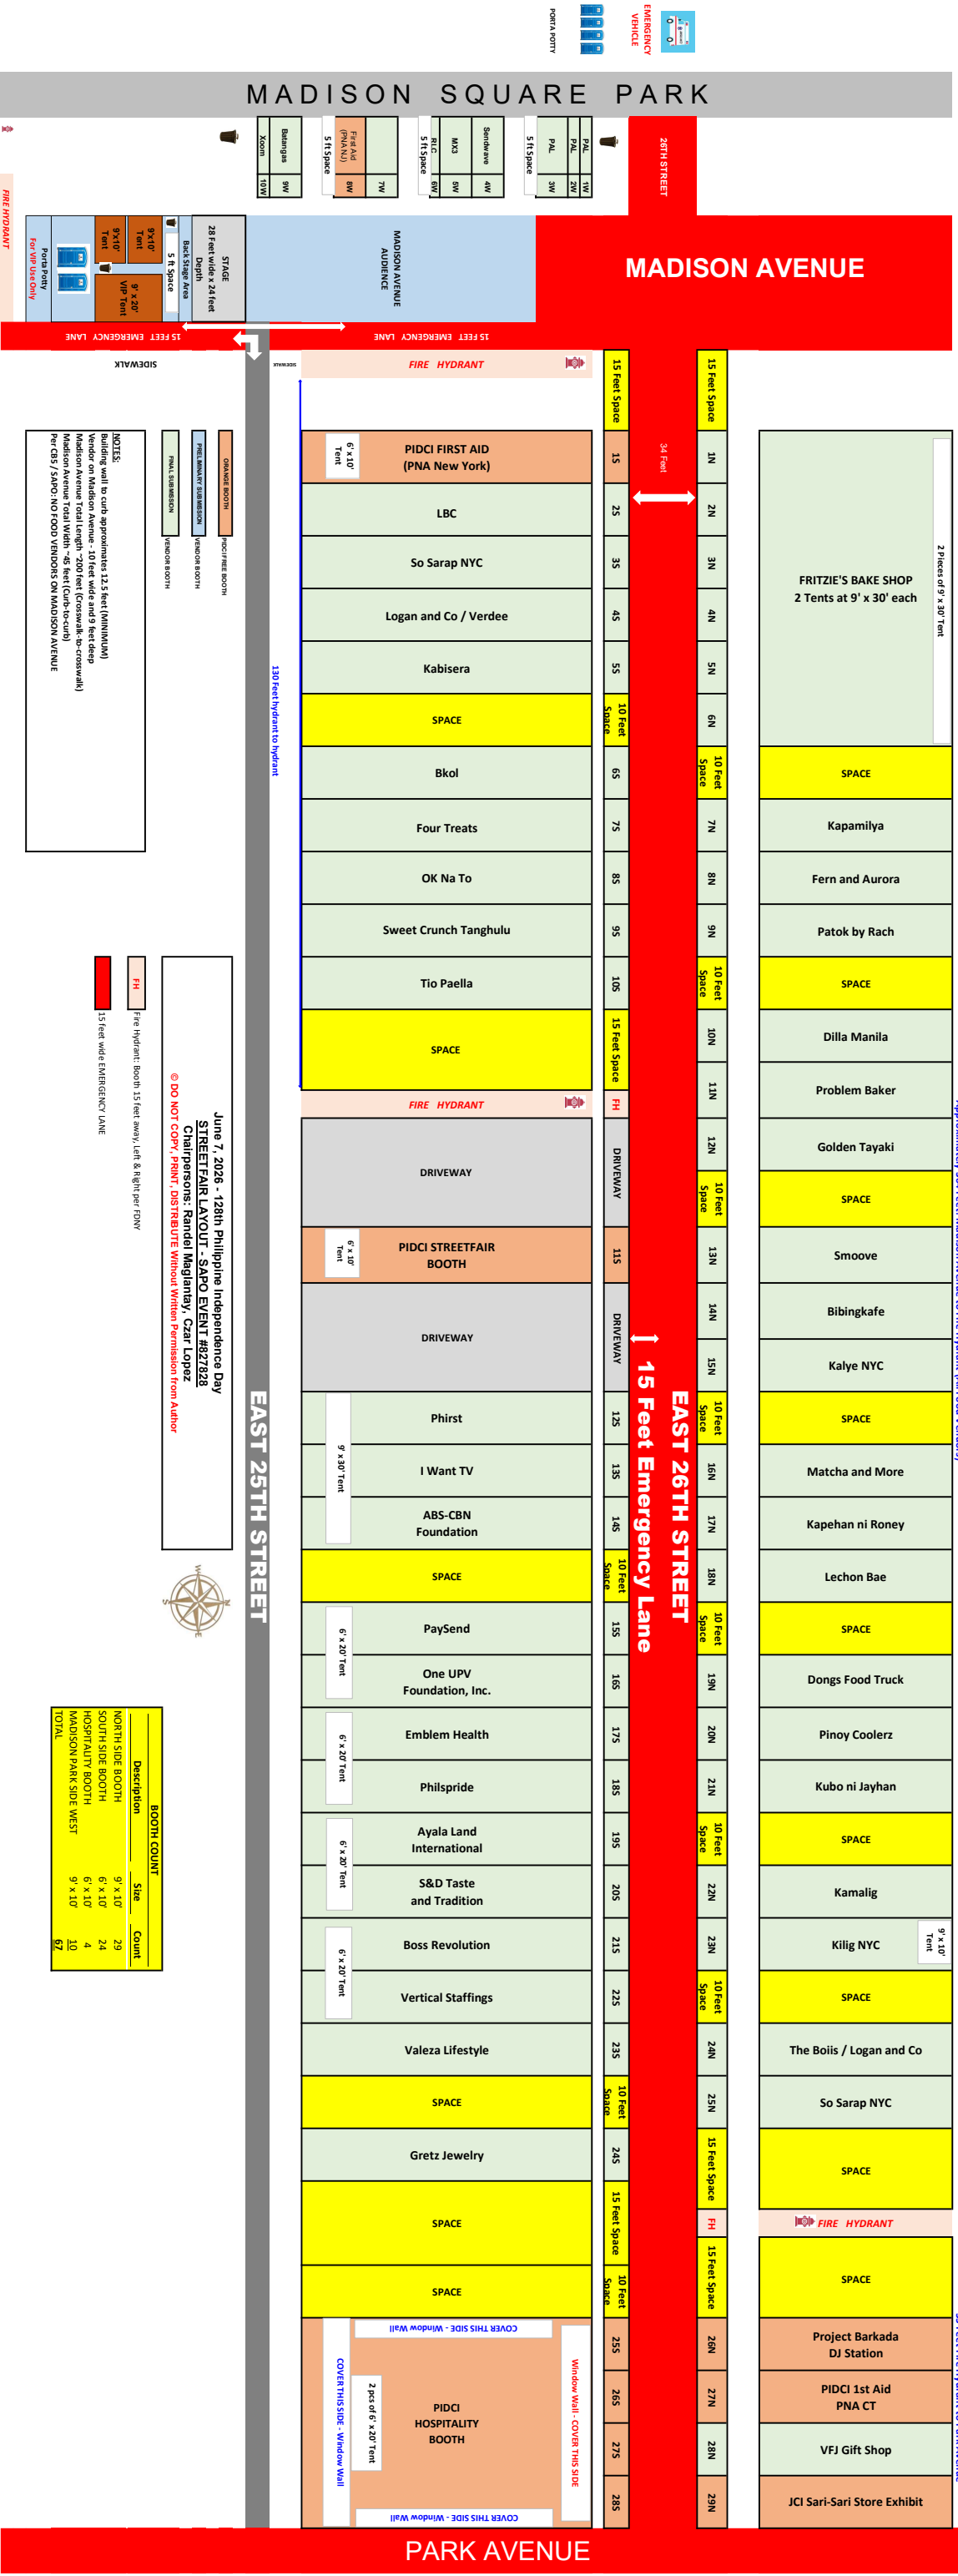 EMERGENCY
VEHICLE
PORTA POTTY
MADISON SQUARE PARK
FIRE HYDRANT
Xoom
10W
Batangas
9W
5 ft Space
First Aid
(PNA NJ)
8W
7W
5 ft Space
RLC
6W
MX3
5W
Sendwave
4W
5 ft Space
PAL
3W
PAL
2W
PAL
1W
26TH STREET
MADISON AVENUE
MADISON AVENUE
AUDIENCE
STAGE
28 Feet wide x 24 feet
Depth
Back Stage Area
5 ft Space
9'x10'
Tent
9'x10'
Tent
9' x 20'
VIP Tent
Porta Potty
For VIP Use Only
15 FEET EMERGENCY LANE
15 FEET EMERGENCY LANE
SIDEWALK
SIDEWALK
FIRE HYDRANT
15 Feet Space
15 Feet Space
34 Feet
NOTES:
Building wall to curb approximates 12.5 feet (MINIMUM)
Vendor on Madison Avenue - 10 feet wide and 9 feet deep
Madison Avenue Total Length ~200 feet (Crosswalk-to-crosswalk)
Madison Avenue Total Width ~45 feet (Curb-to-curb)
Per CB5 / SAPO: NO FOOD VENDORS ON MADISON AVENUE
ORANGE BOOTH
PIDCI FREE BOOTH
PRELIMINARY SUBMISSION
VENDOR BOOTH
FINAL SUBMISSION
VENDOR BOOTH
130 Feet hydrant to hydrant
6' x 10'
Tent
PIDCI FIRST AID
(PNA New York)
1S
LBC
2S
So Sarap NYC
3S
Logan and Co / Verdee
4S
Kabisera
5S
SPACE
10 Feet
Space
Bkol
6S
Four Treats
7S
OK Na To
8S
Sweet Crunch Tanghulu
9S
Tio Paella
10S
SPACE
15 Feet Space
FIRE HYDRANT
FH
DRIVEWAY
DRIVEWAY
6' x 10'
Tent
PIDCI STREETFAIR
BOOTH
11S
DRIVEWAY
DRIVEWAY
Phirst
12S
9' x 30' Tent
I Want TV
13S
ABS-CBN
Foundation
14S
SPACE
10 Feet
Space
PaySend
15S
6' x 20' Tent
One UPV
Foundation, Inc.
16S
Emblem Health
17S
6' x 20' Tent
Philspride
18S
Ayala Land
International
19S
6' x 20' Tent
S&D Taste
and Tradition
20S
Boss Revolution
21S
6' x 20' Tent
Vertical Staffings
22S
Valeza Lifestyle
23S
SPACE
10 Feet
Space
Gretz Jewelry
24S
SPACE
15 Feet Space
SPACE
10 Feet
Space
COVER THIS SIDE - Window Wall
COVER THIS SIDE - Window Wall
2 pcs of 6' x 20' Tent
PIDCI
HOSPITALITY
BOOTH
Window Wall - COVER THIS SIDE
COVER THIS SIDE - Window Wall
25S
26S
27S
28S
1N
2N
3N
4N
5N
6N
FRITZIE'S BAKE SHOP
2 Tents at 9' x 30' each
2 Pieces of 9' x 30' Tent
10 Feet
Space
SPACE
7N
Kapamilya
8N
Fern and Aurora
9N
Patok by Rach
10 Feet
Space
SPACE
10N
Dilla Manila
11N
Problem Baker
12N
Golden Tayaki
10 Feet
Space
SPACE
13N
Smoove
14N
Bibingkafe
15N
Kalye NYC
10 Feet
Space
SPACE
16N
Matcha and More
17N
Kapehan ni Roney
18N
Lechon Bae
10 Feet
Space
SPACE
19N
Dongs Food Truck
20N
Pinoy Coolerz
21N
Kubo ni Jayhan
10 Feet
Space
SPACE
22N
Kamalig
23N
Kilig NYC
9' x 10'
Tent
10 Feet
Space
SPACE
24N
The Boiis / Logan and Co
25N
So Sarap NYC
15 Feet Space
SPACE
FH
FIRE HYDRANT
15 Feet Space
SPACE
26N
Project Barkada
DJ Station
27N
PIDCI 1st Aid
PNA CT
28N
VFJ Gift Shop
29N
JCI Sari-Sari Store Exhibit
EAST 26TH STREET
15 Feet Emergency Lane
EAST 25TH STREET
FH
Fire Hydrant: Booth 15 feet away, Left & Right per FDNY
15 feet wide EMERGENCY LANE
June 7, 2026 - 128th Philippine Independence Day
STREETFAIR LAYOUT - SAPO EVENT #827828
Chairpersons: Randel Maglantay, Czar Lopez
© DO NOT COPY, PRINT, DISTRIBUTE Without Written Permission from Author
N
E
S
W
BOOTH COUNT
Description Size Count
NORTH SIDE BOOTH 9' x 10' 29
SOUTH SIDE BOOTH 6' x 10' 24
HOSPITALITY BOOTH 6' x 10' 4
MADISON PARK SIDE WEST 9' x 10' 10
TOTAL 67
PARK AVENUE